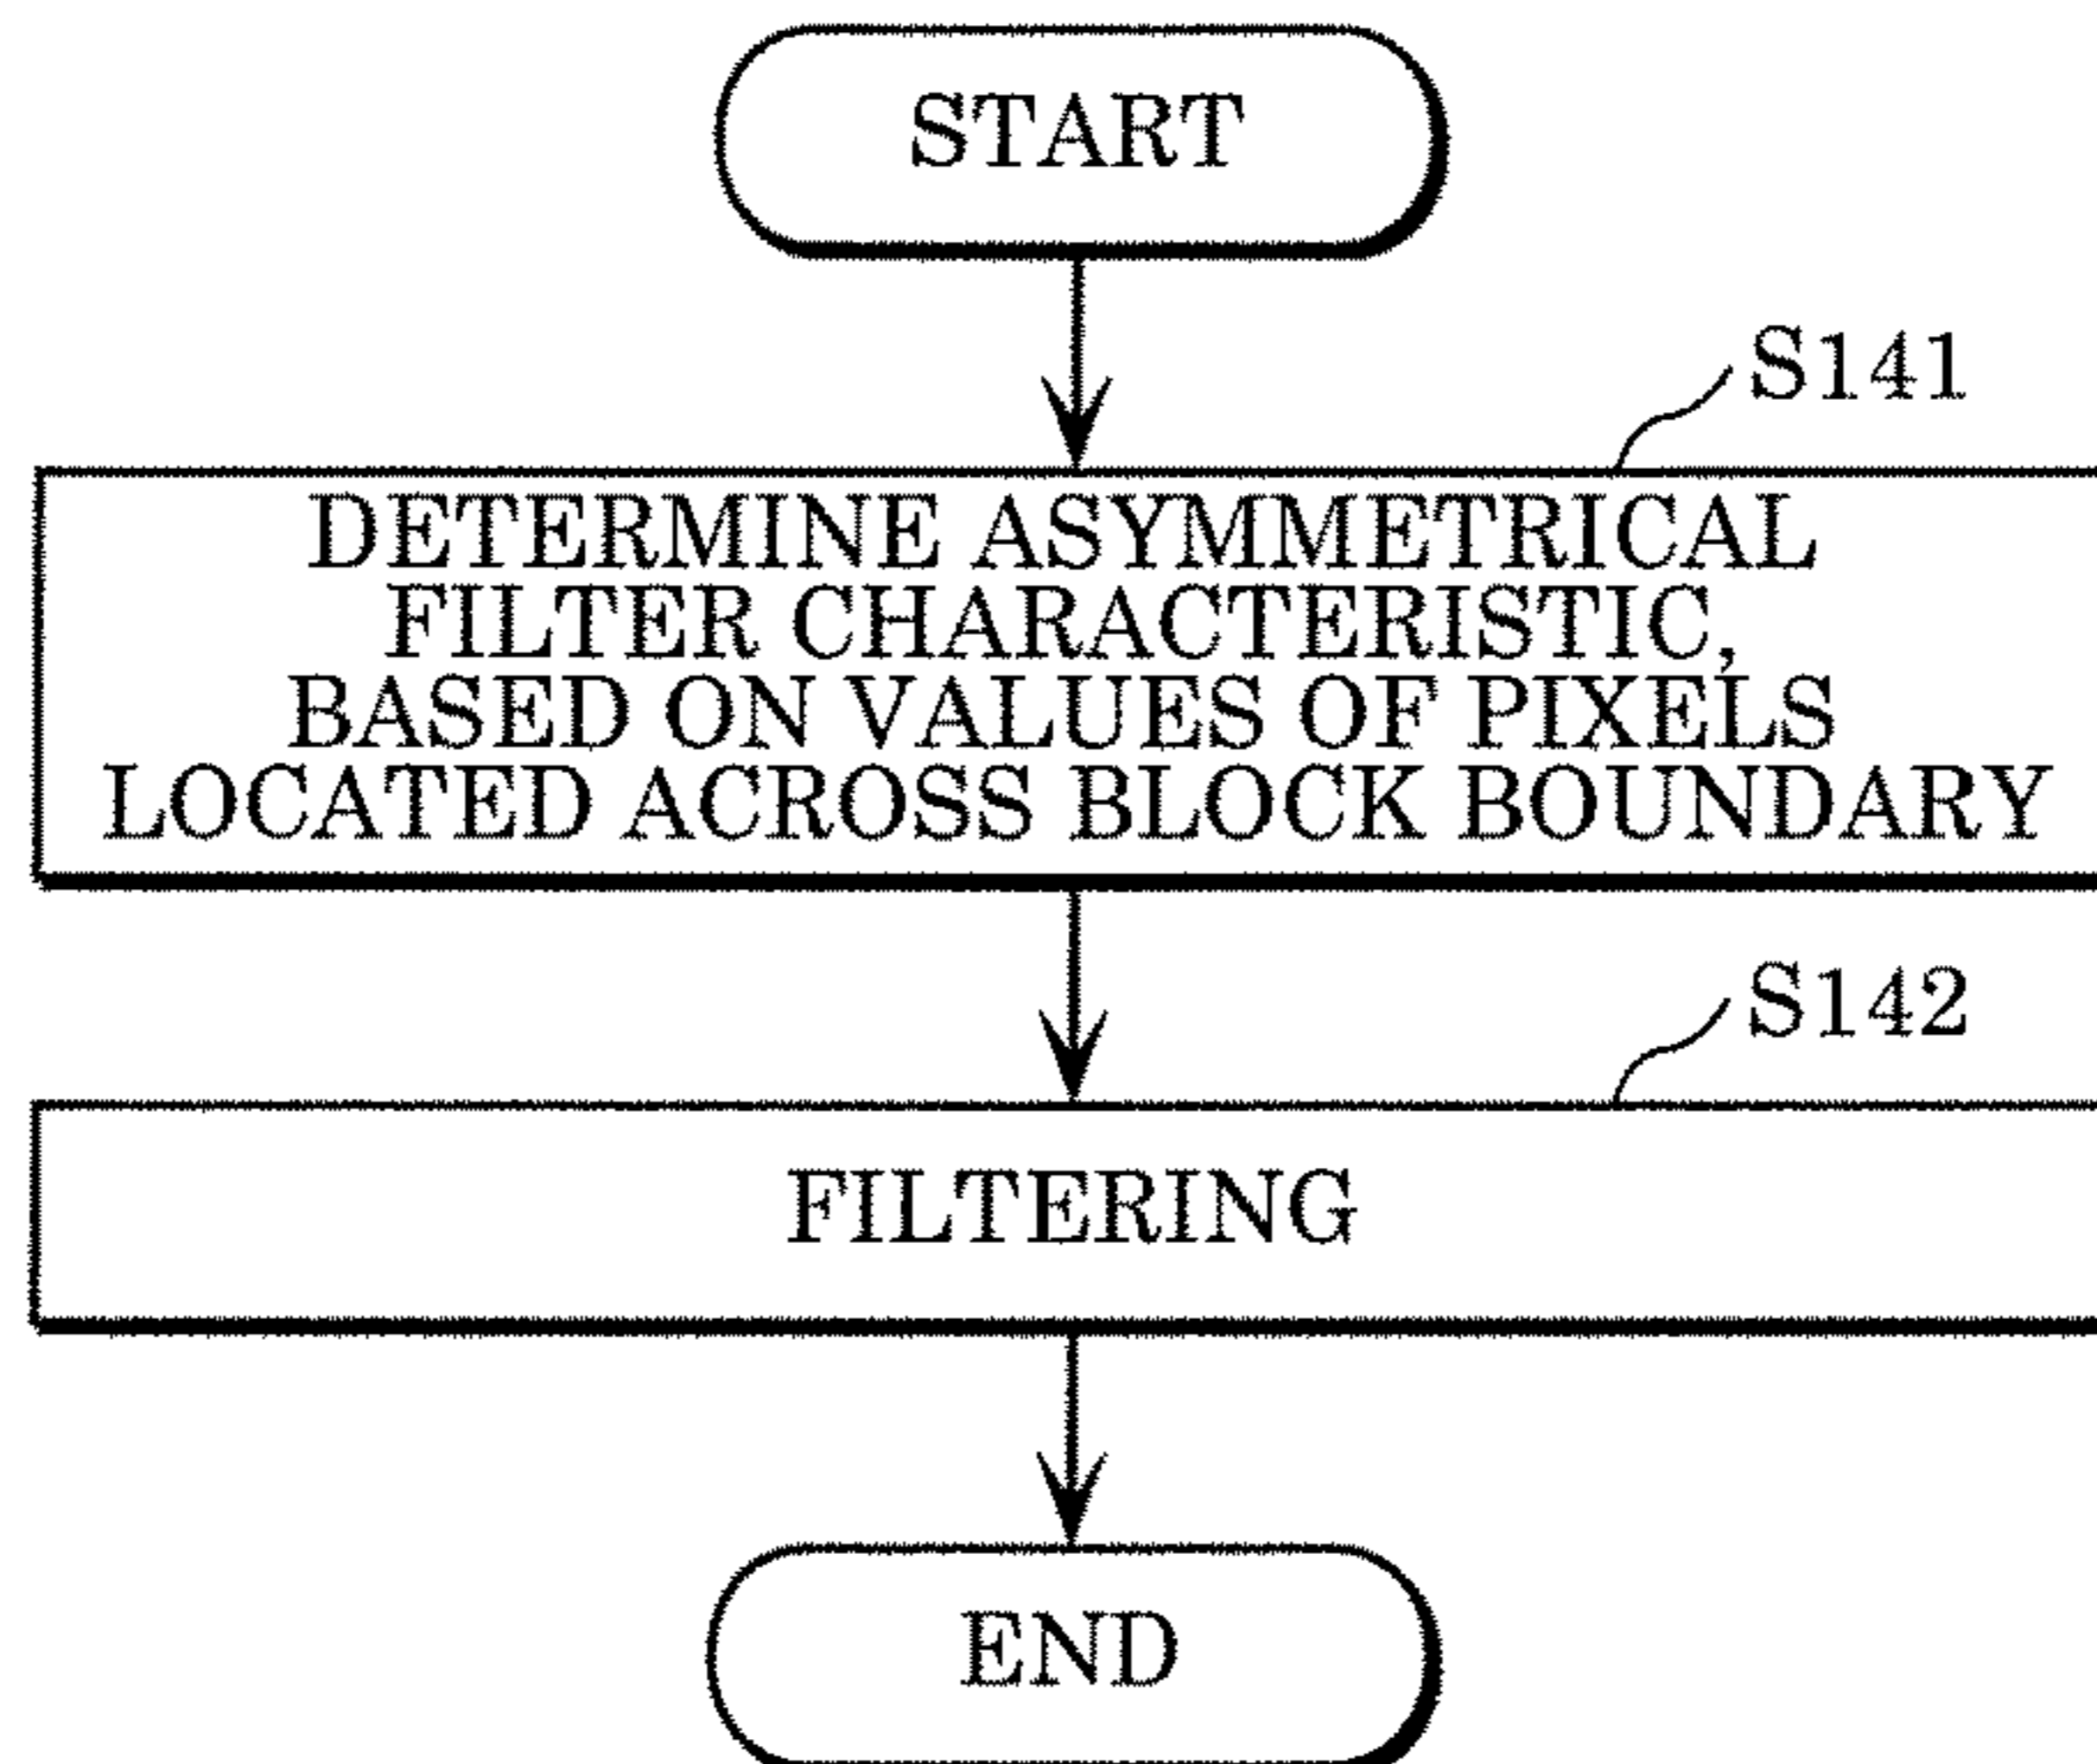 START
S141
DETERMINE ASYMMETRICAL
FILTER CHARACTERISTIC,
BASED ON VALUES OF PIXELS
LOCATED ACROSS BLOCK BOUNDARY
S142
FILTERING
END